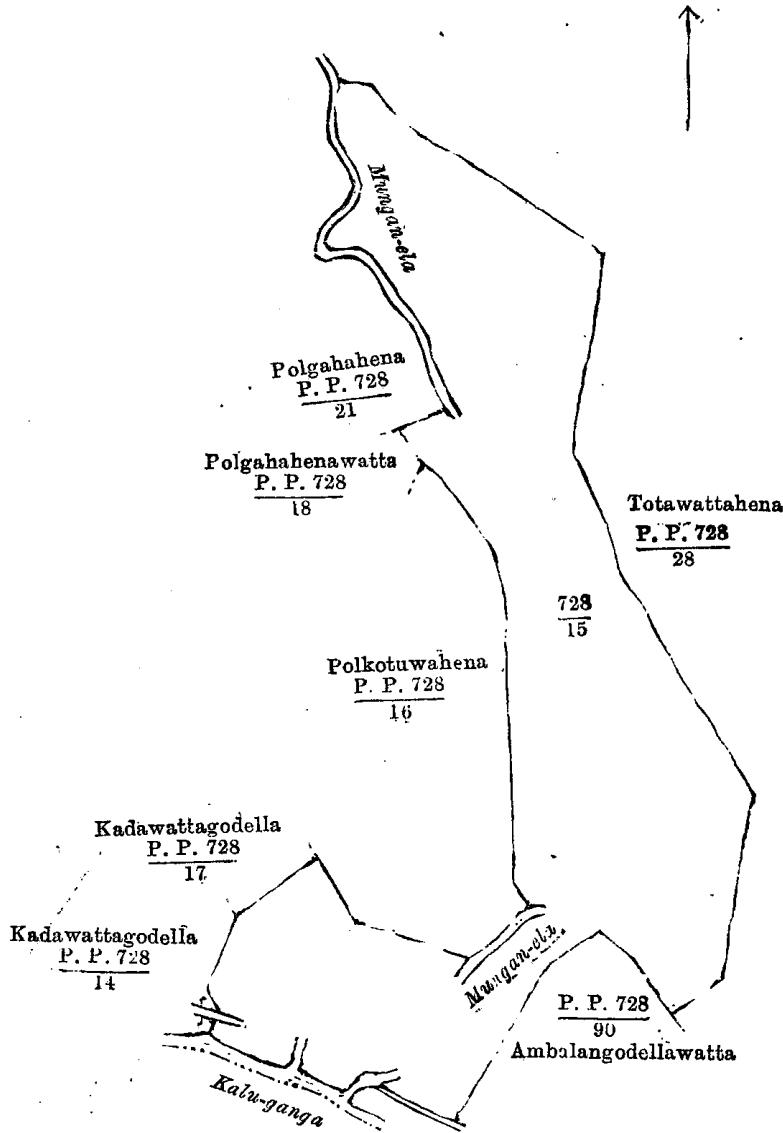 Mungan-ela
Polgahahena
P. P. 728
21
Polgahahenawatta
P. P. 728
18
Totawattahena
P. P. 728
28
728
15
Polkotuwahena
P. P. 728
16
Kadawattagodella
P. P. 728
17
Kadawattagodella
P. P. 728
14
Mungan-ela
P. P. 728
90
Ambalangodellawatta
Kalu-ganga